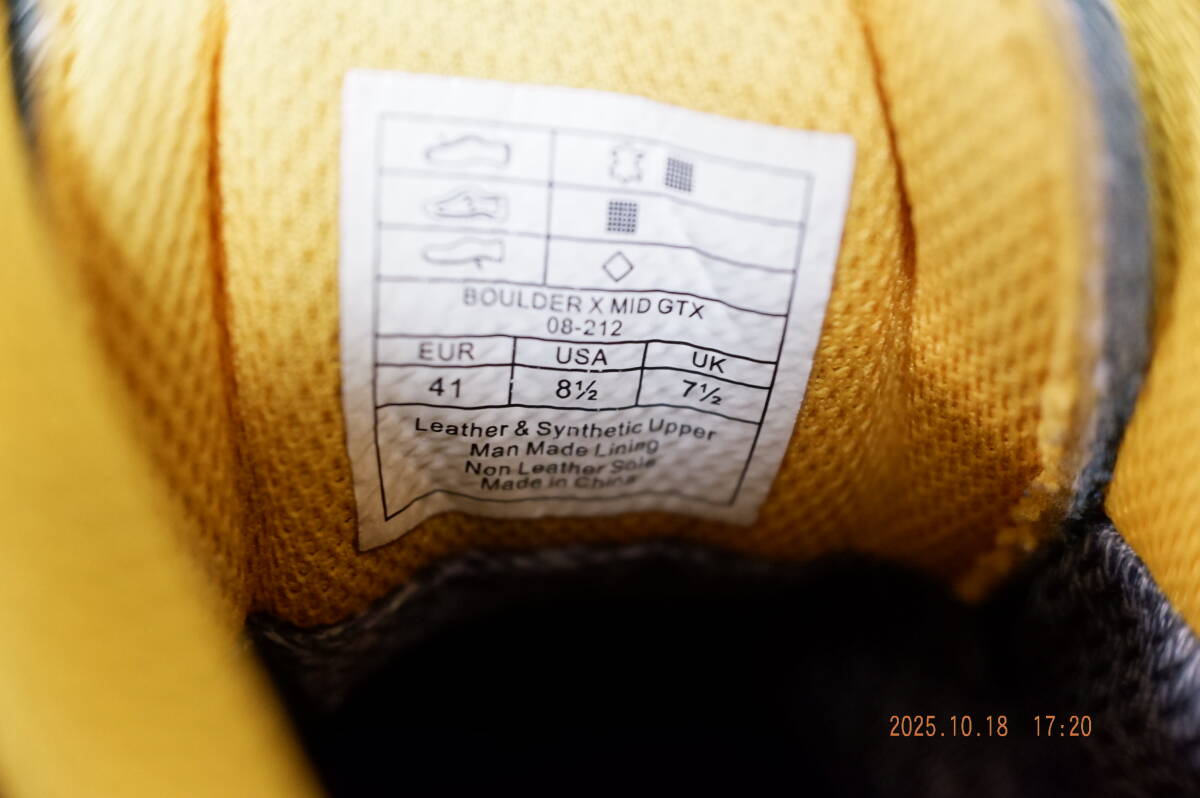 BOULDER X MID GTX
08-212
EUR USA UK
41 8½ 7½
Leather & Synthetic Upper
Man Made Lining
Non Leather Sole
Made in China
2025.10.18 17:20